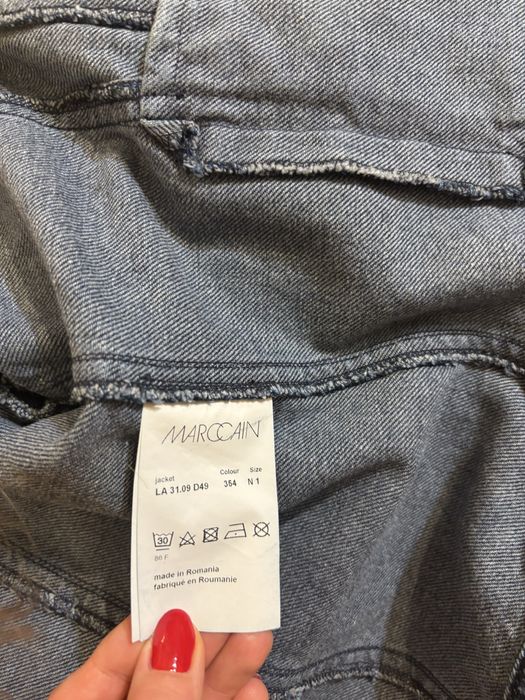 MARCCAIN
jacket Colour Size
LA 31.09 D49 354 N 1
30
86 F
made in Romania
fabriqué en Roumanie